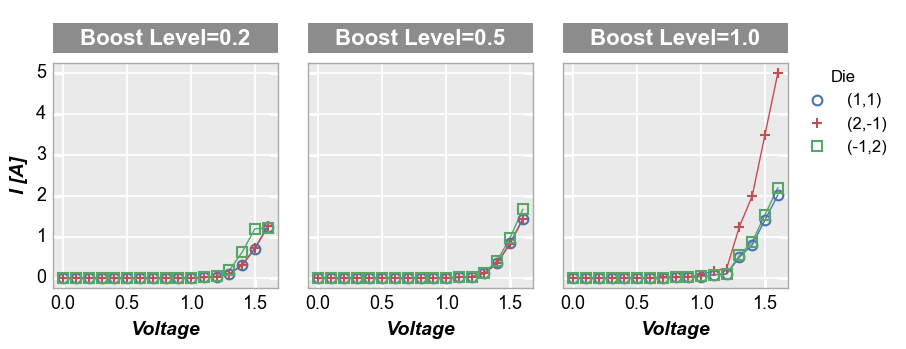 Boost Level=0.2 Boost Level=0.5 Boost Level=1.0
Die
(1,1)
(2,-1)
(-1,2)
I [A]
5
4
3
2
1
0
0.0 0.5 1.0 1.5 0.0 0.5 1.0 1.5 0.0 0.5 1.0 1.5
Voltage Voltage Voltage